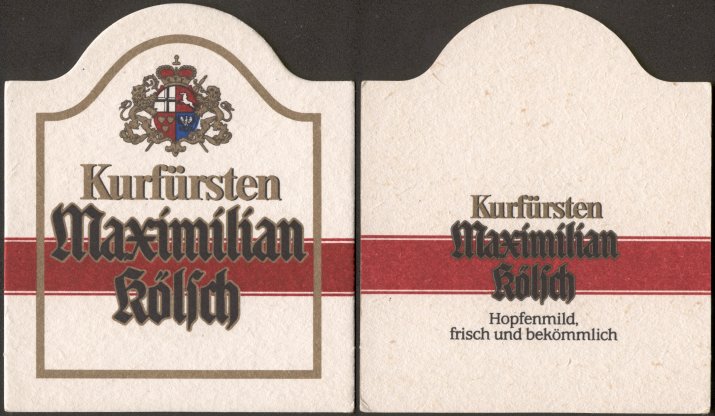 Kurfürsten
Maximilian
Kölsch
Kurfürsten
Maximilian
Kölsch
Hopfenmild,
frisch und bekömmlich